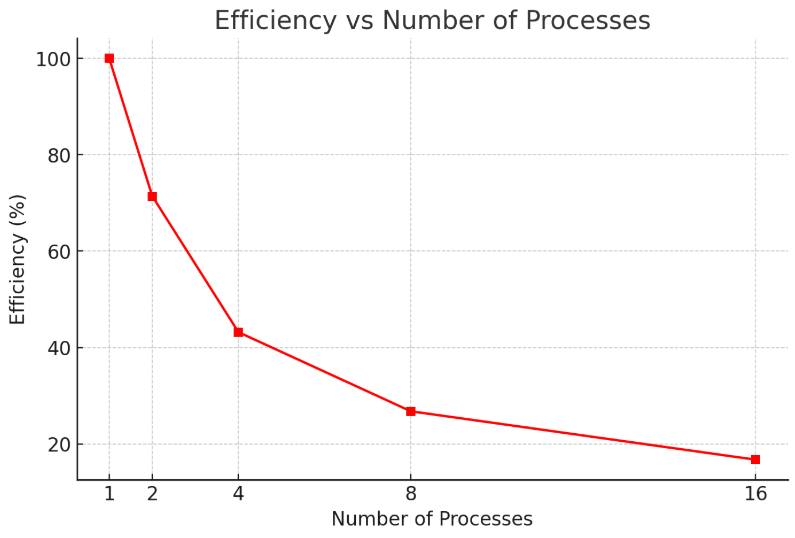 Efficiency vs Number of Processes
Efficiency (%)
100
80
60
40
20
1 2 4 8 16
Number of Processes